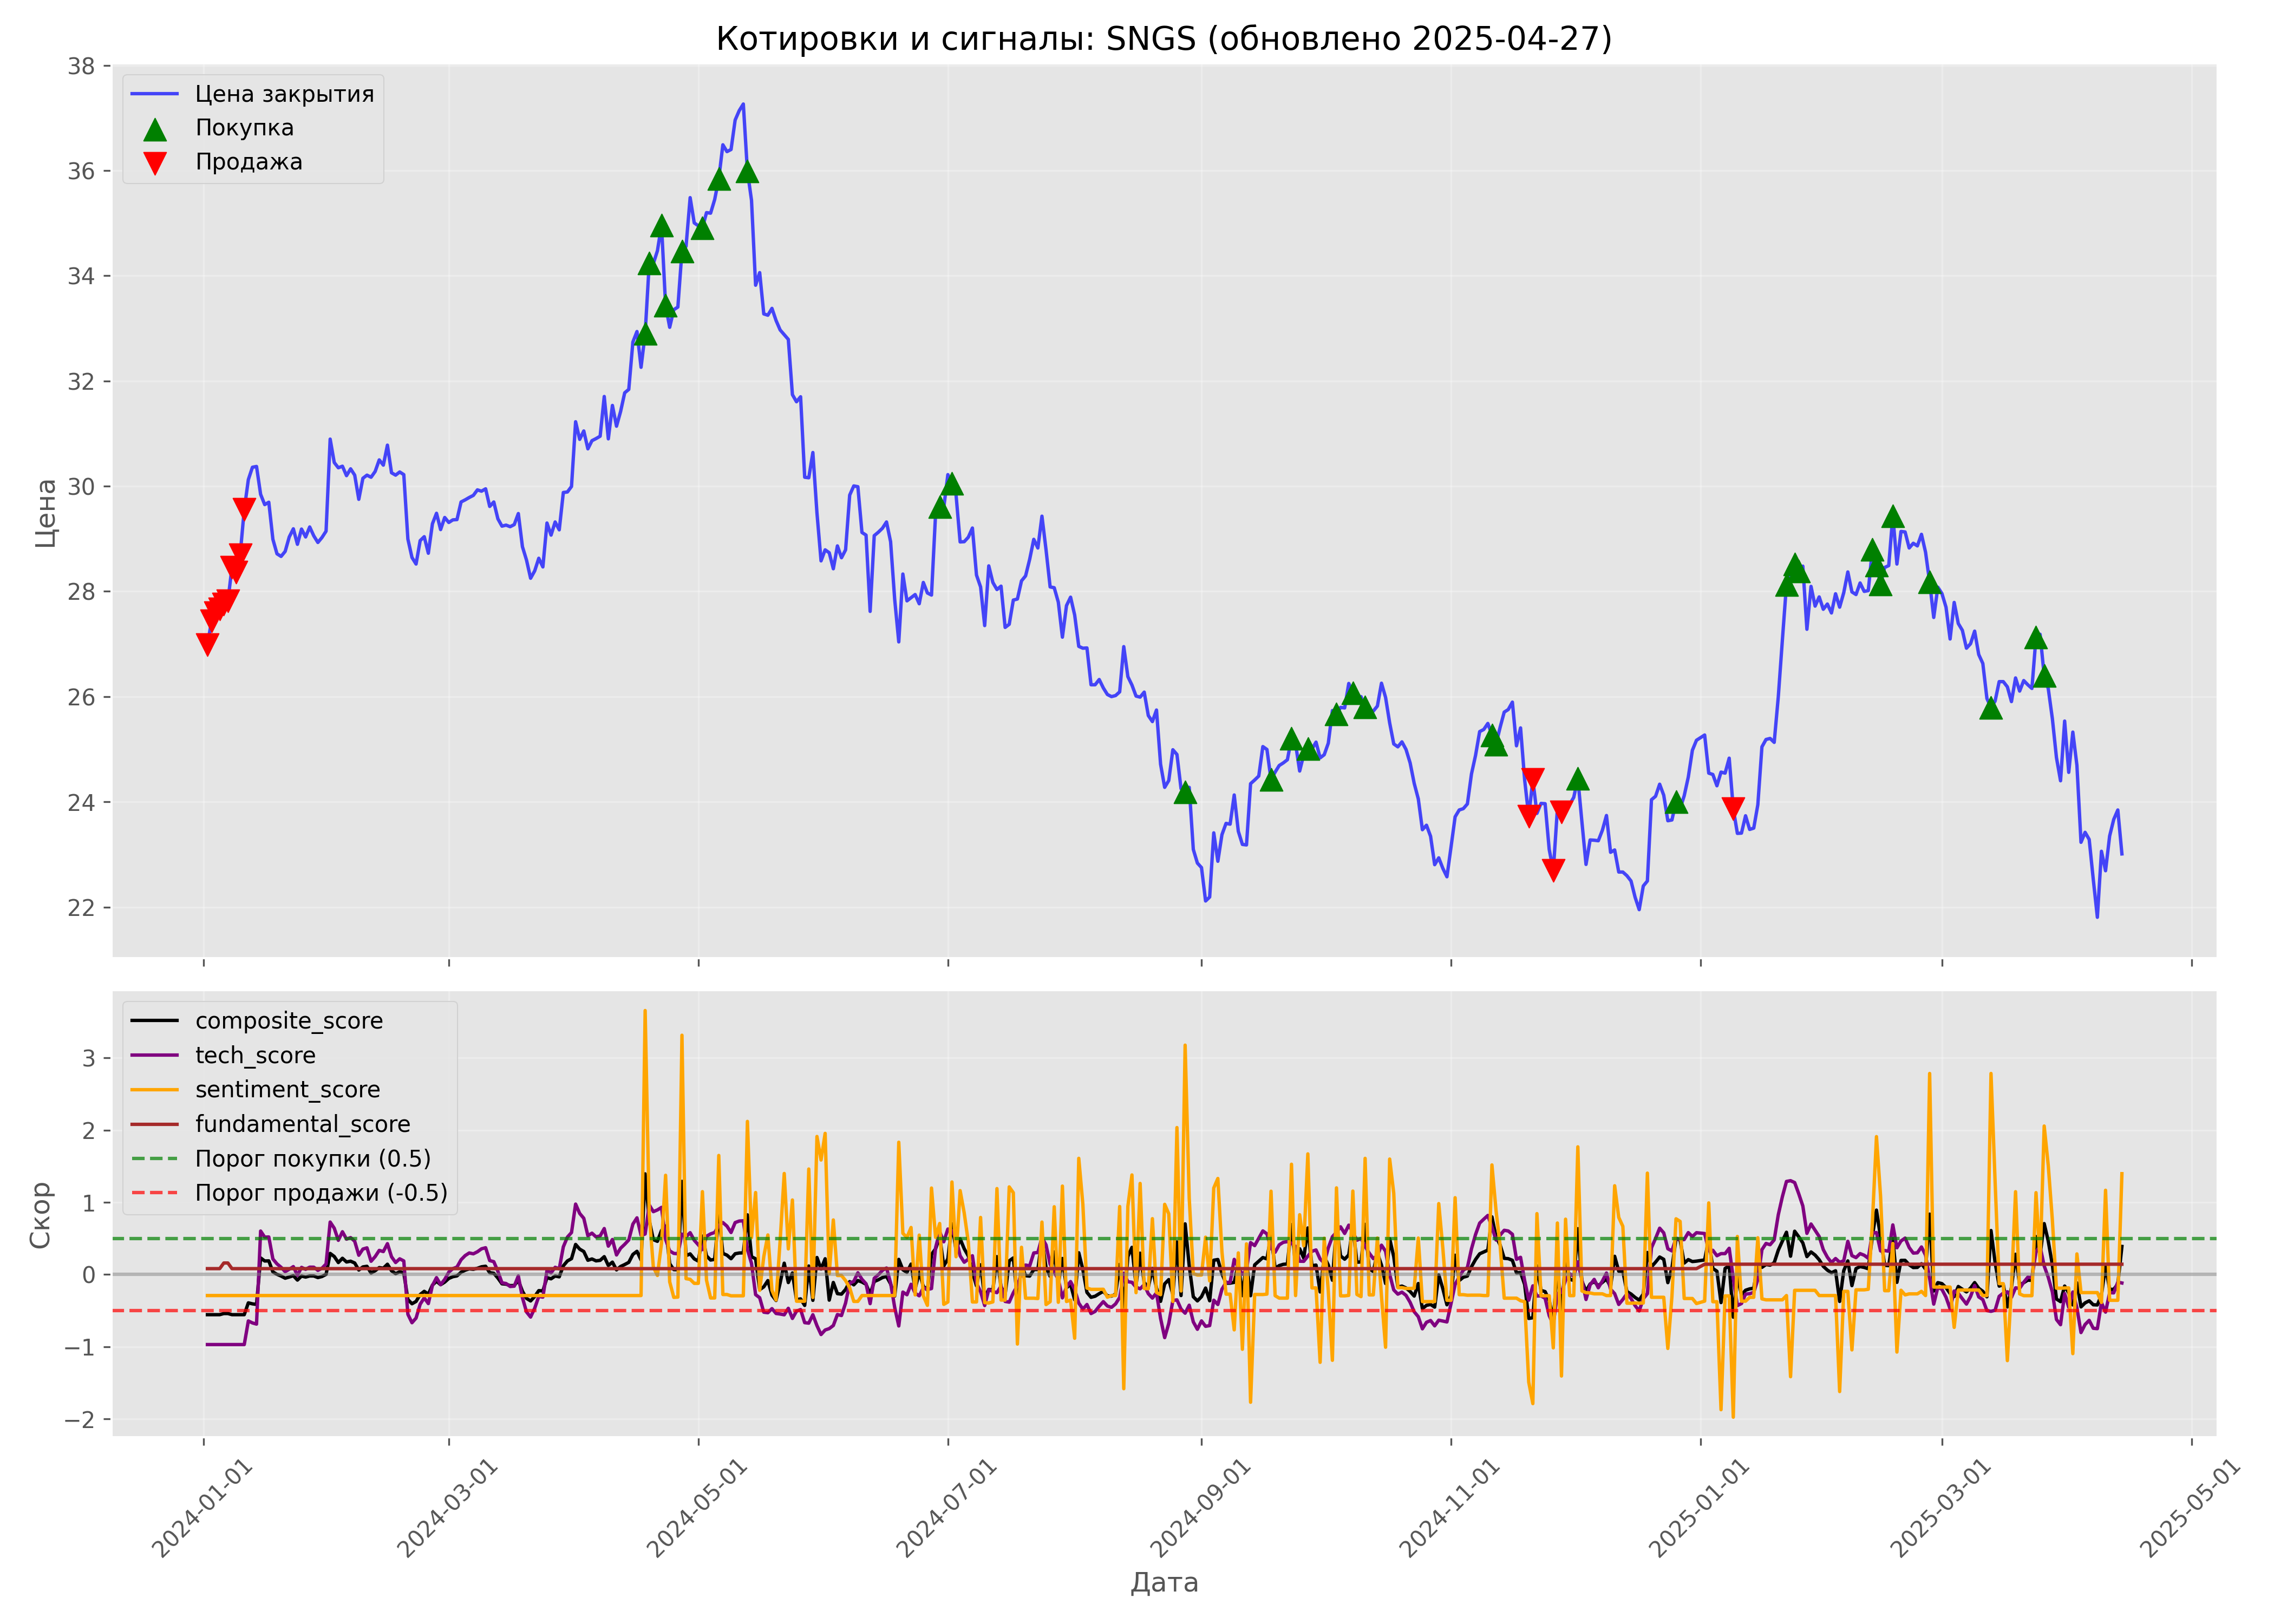 Котировки и сигналы: SNGS (обновлено 2025-04-27)
Цена закрытия
Покупка
Продажа
38
36
34
32
30
28
26
24
22
Цена
composite_score
tech_score
sentiment_score
fundamental_score
Порог покупки (0.5)
Порог продажи (-0.5)
3
2
1
0
−1
−2
Скор
2024-01-01
2024-03-01
2024-05-01
2024-07-01
2024-09-01
2024-11-01
2025-01-01
2025-03-01
2025-05-01
Дата